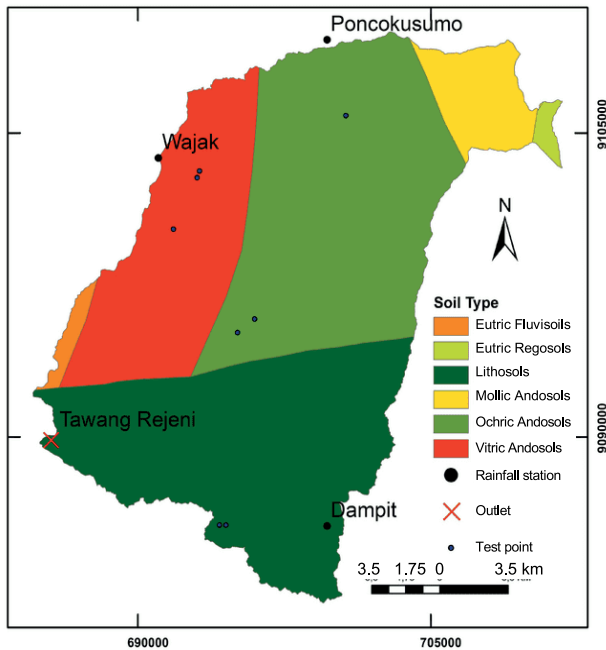 Poncokusumo
Wajak
9105000
N
Soil Type
Eutric Fluvisoils
Eutric Regosols
Lithosols
Mollic Andosols
Ochric Andosols
Vitric Andosols
Rainfall station
Outlet
Test point
Tawang Rejeni
9090000
Dampit
3.5 1.75 0 3.5 km
690000 705000